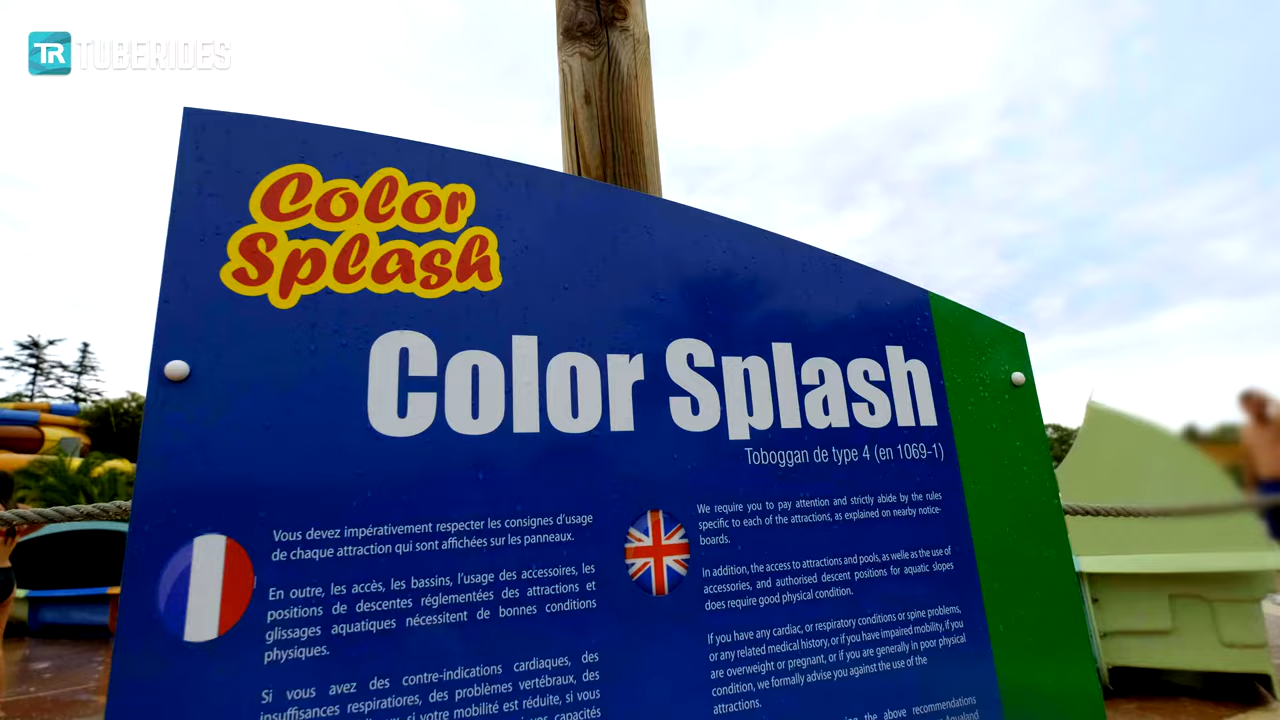 TR TUBERIDES
Color
Splash
Color Splash
Toboggan de type 4 (en 1069-1)
Vous devez impérativement respecter les consignes d'usage
de chaque attraction qui sont affichées sur les panneaux.
En outre, les accès, les bassins, l'usage des accessoires, les
positions de descentes réglementées des attractions et
glissages aquatiques nécessitent de bonnes conditions
physiques.
Si vous avez des contre-indications cardiaques, des
insuffisances respiratoires, des problèmes vertébraux, des
si votre mobilité est réduite, si vous
capacités
We require you to pay attention and strictly abide by the rules
specific to each of the attractions, as explained on nearby notice-
boards.
In addition, the access to attractions and pools, as welle as the use of
accessories, and authorised descent positions for aquatic slopes
does require good physical condition.
If you have any cardiac, or respiratory conditions or spine problems,
or any related medical history, or if you have impaired mobility, if you
are overweight or pregnant, or if you are generally in poor physical
condition, we formally advise you against the use of the
attractions.
the above recommendations
Aqualand